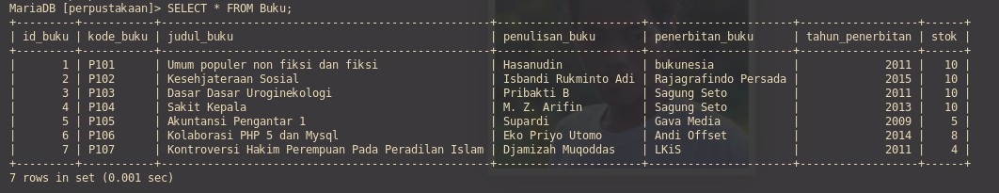 MariaDB [perpustakaan]> SELECT * FROM Buku;
+---------+-----------+--------------------------------------------------+-----------------------+---------------------+------------------+------+
| id_buku | kode_buku | judul_buku                                       | penulisan_buku        | penerbitan_buku     | tahun_penerbitan | stok |
+---------+-----------+--------------------------------------------------+-----------------------+---------------------+------------------+------+
|       1 | P101      | Umum populer non fiksi dan fiksi                 | Hasanudin             | bukunesia           |             2011 |   10 |
|       2 | P102      | Kesehjateraan Sosial                             | Isbandi Rukminto Adi  | Rajagrafindo Persada |             2015 |   10 |
|       3 | P103      | Dasar Dasar Uroginekologi                        | Pribakti B            | Sagung Seto         |             2011 |   10 |
|       4 | P104      | Sakit Kepala                                     | M. Z. Arifin          | Sagung Seto         |             2013 |   10 |
|       5 | P105      | Akuntansi Pengantar 1                            | Supardi               | Gava Media          |             2009 |    5 |
|       6 | P106      | Kolaborasi PHP 5 dan Mysql                       | Eko Priyo Utomo       | Andi Offset         |             2014 |    8 |
|       7 | P107      | Kontroversi Hakim Perempuan Pada Peradilan Islam | Djamizah Muqoddas     | LKiS                |             2011 |    4 |
+---------+-----------+--------------------------------------------------+-----------------------+---------------------+------------------+------+
7 rows in set (0.001 sec)